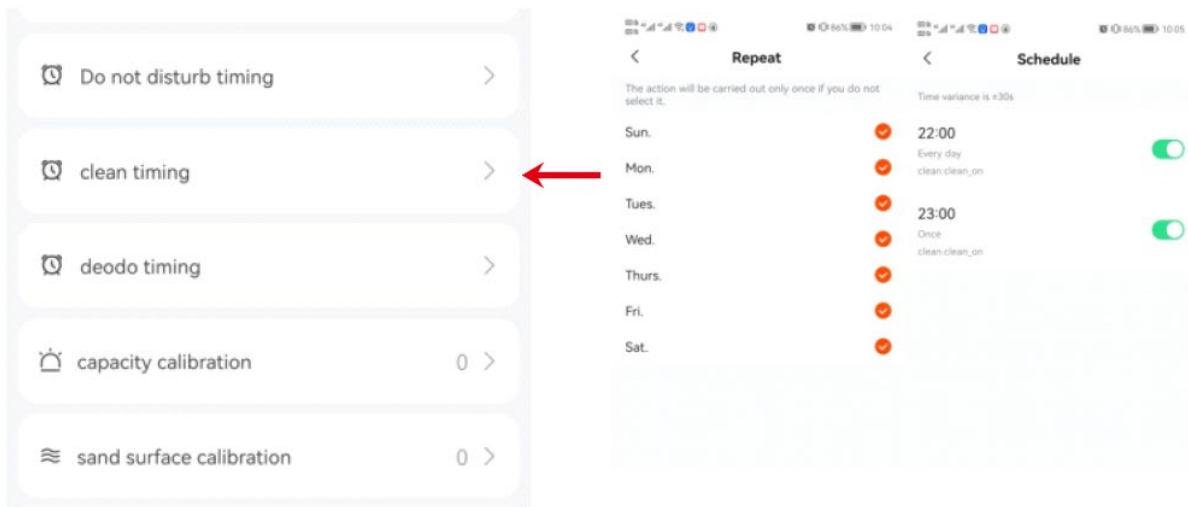 Do not disturb timing
clean timing
deodo timing
capacity calibration 0
sand surface calibration 0
86% 10:04
Repeat
The action will be carried out only once if you do not
select it.
Sun.
Mon.
Tues.
Wed.
Thurs.
Fri.
Sat.
86% 10:05
Schedule
Time variance is ±30s
22:00
Every day
clean:clean_on
23:00
Once
clean:clean_on